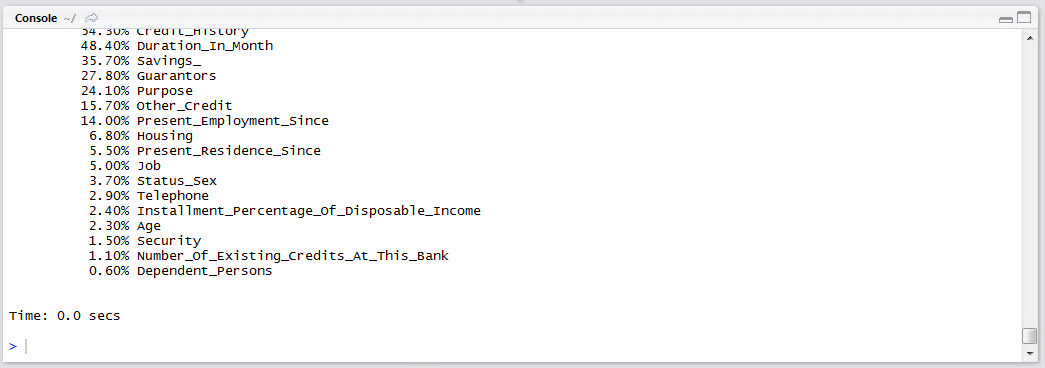 Console ~/
54.30% Credit_History
48.40% Duration_In_Month
35.70% Savings_
27.80% Guarantors
24.10% Purpose
15.70% Other_Credit
14.00% Present_Employment_Since
6.80% Housing
5.50% Present_Residence_Since
5.00% Job
3.70% Status_Sex
2.90% Telephone
2.40% Installment_Percentage_Of_Disposable_Income
2.30% Age
1.50% Security
1.10% Number_Of_Existing_Credits_At_This_Bank
0.60% Dependent_Persons
Time: 0.0 secs
>